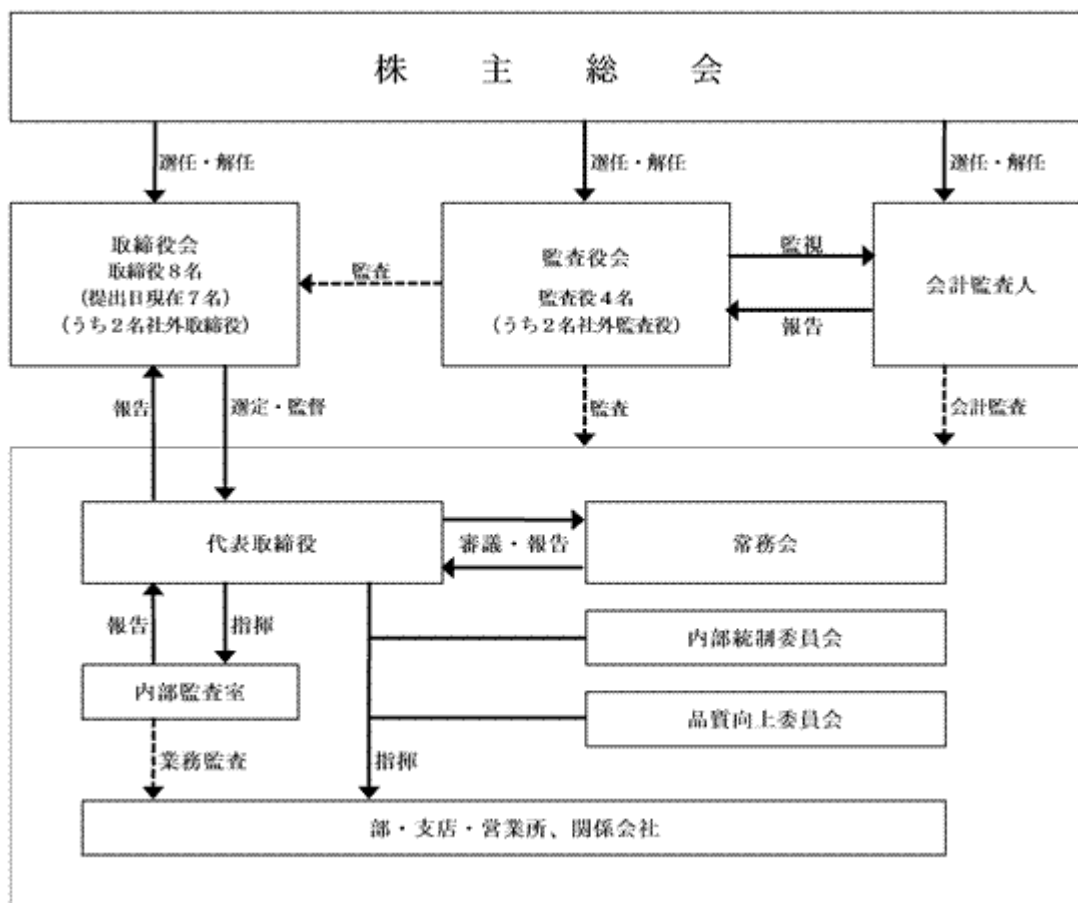 株主総会
選任・解任
選任・解任
選任・解任
取締役会
取締役8名
(提出日現在7名)
(うち2名社外取締役)
監査
監査役会
監査役4名
(うち2名社外監査役)
監視
報告
会計監査人
報告
選定・監督
監査
会計監査
代表取締役
審議・報告
常務会
報告
指揮
内部統制委員会
内部監査室
品質向上委員会
業務監査
指揮
部・支店・営業所、関係会社